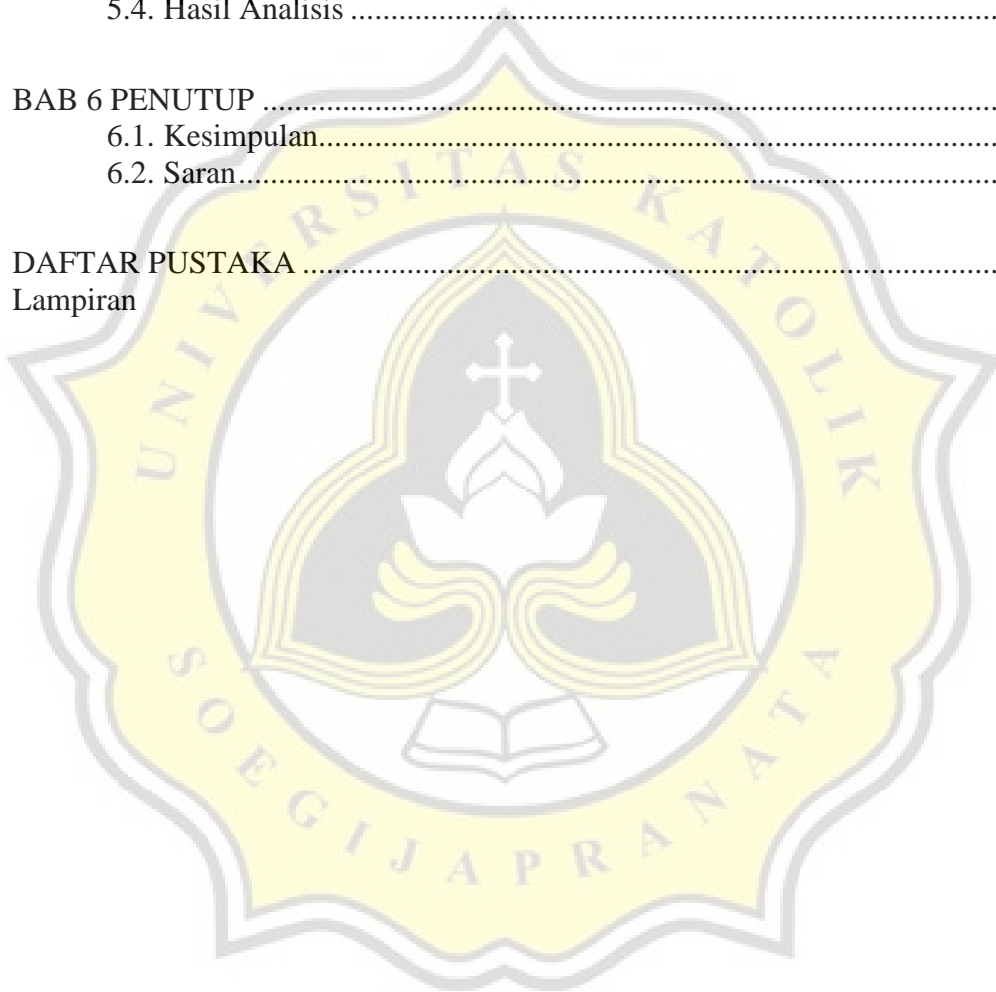 5.4. Hasil Analisis ........................................................................................
BAB 6 PENUTUP ..................................................................................................
6.1. Kesimpulan..........................................................................................
6.2. Saran....................................................................................................
DAFTAR PUSTAKA .............................................................................................
Lampiran
UNIVERSITAS KATOLIK
SOEGIJAPRANATA